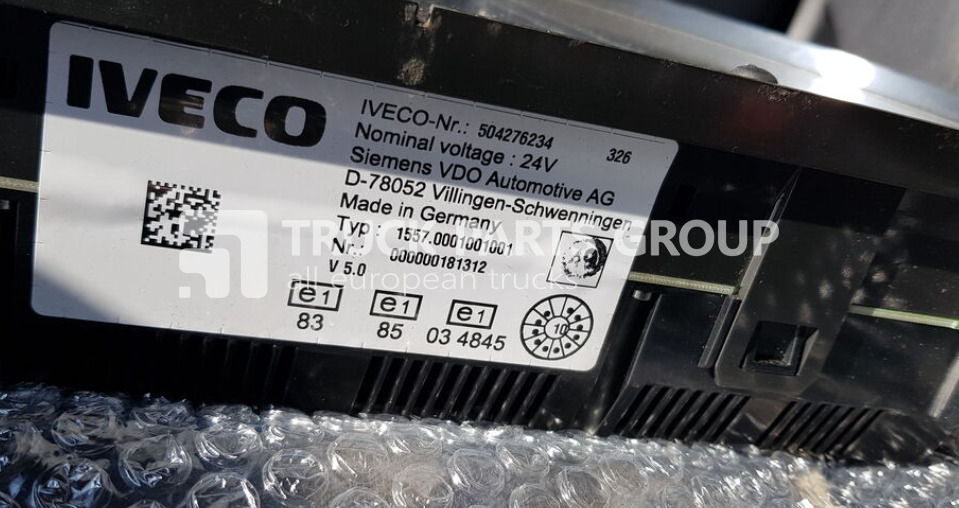 IVECO
IVECO-Nr.: 504276234 326
Nominal voltage : 24V
Siemens VDO Automotive AG
D-78052 Villingen-Schwenningen
Made in Germany
Typ : 1557.0001001001
Nr.: 000000181312
V 5.0
e1 e1 e1
83 85 03 4845
10
TRUCK PARTS GROUP
all european trucks